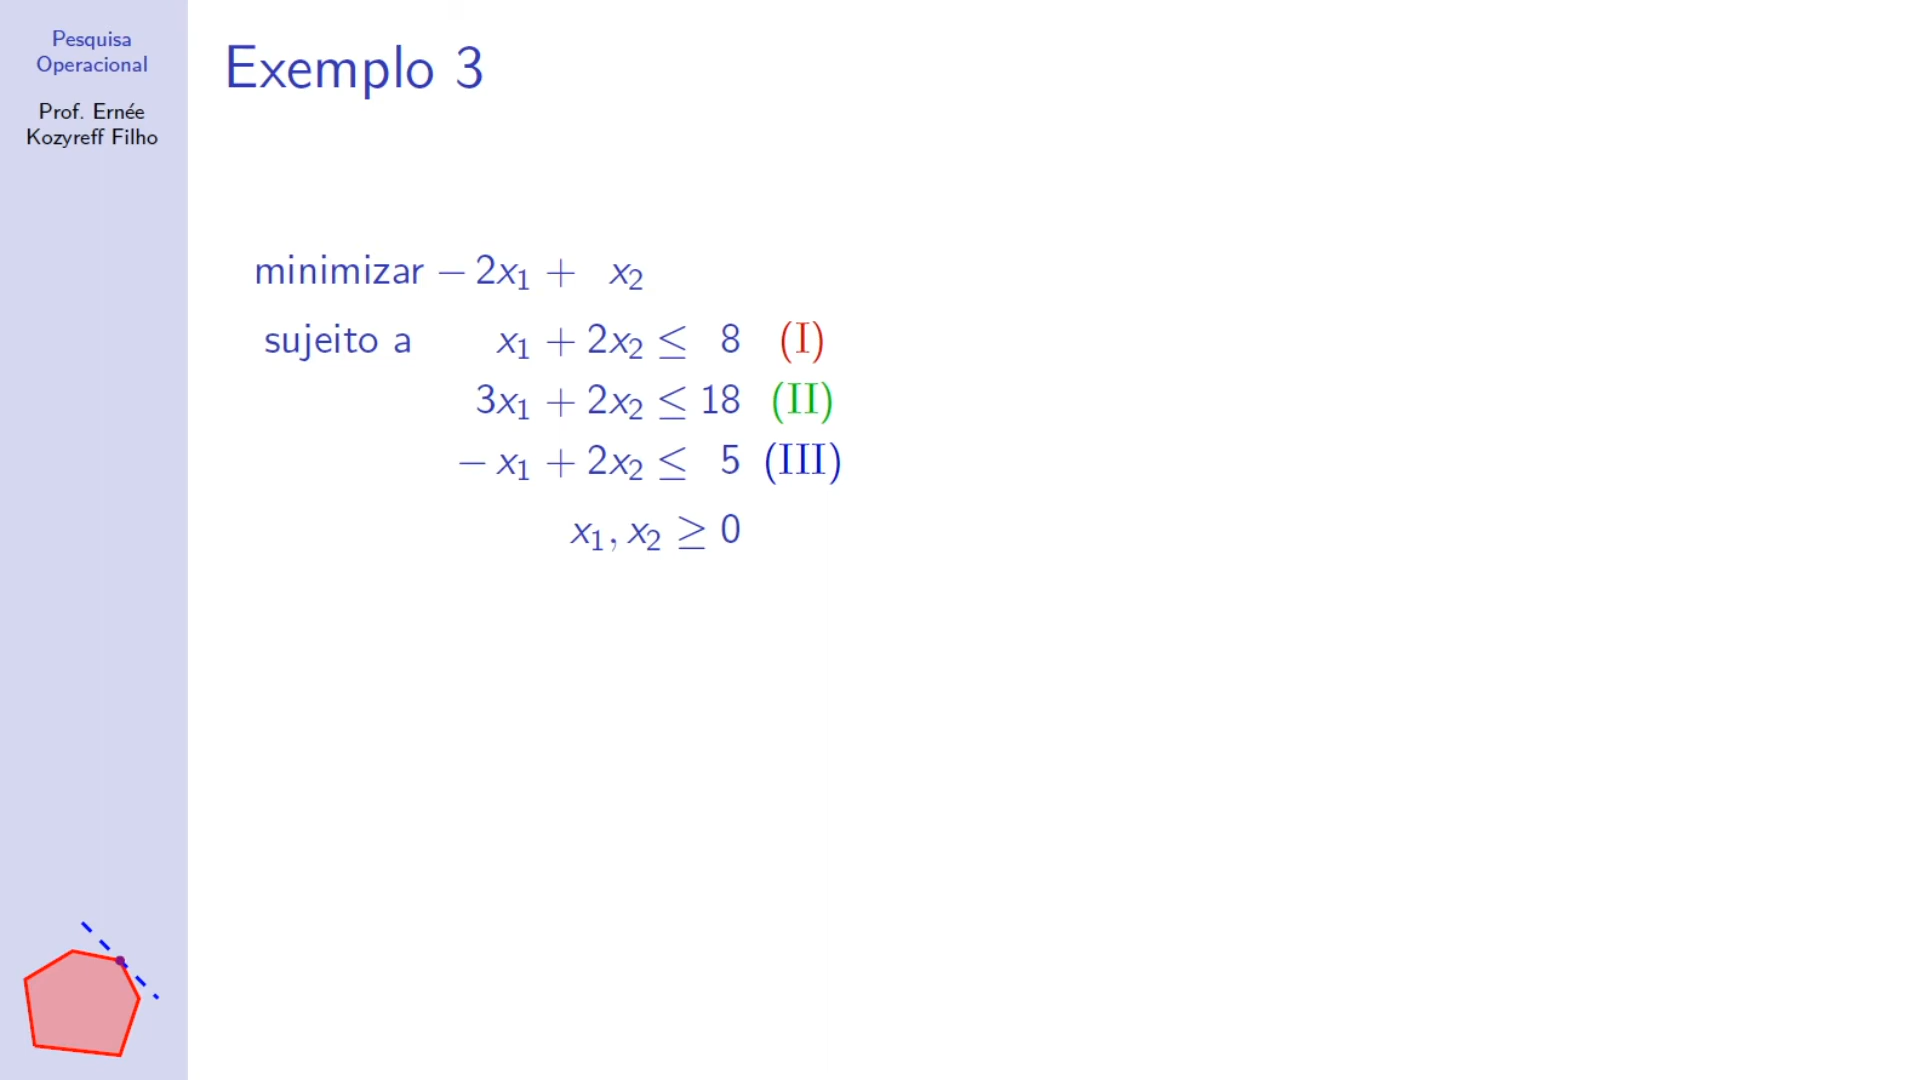 Pesquisa
Operacional
Prof. Ernée
Kozyreff Filho
Exemplo 3
minimizar − 2x₁ + x₂
sujeito a x₁ + 2x₂ ≤ 8 (I)
3x₁ + 2x₂ ≤ 18 (II)
− x₁ + 2x₂ ≤ 5 (III)
x₁, x₂ ≥ 0